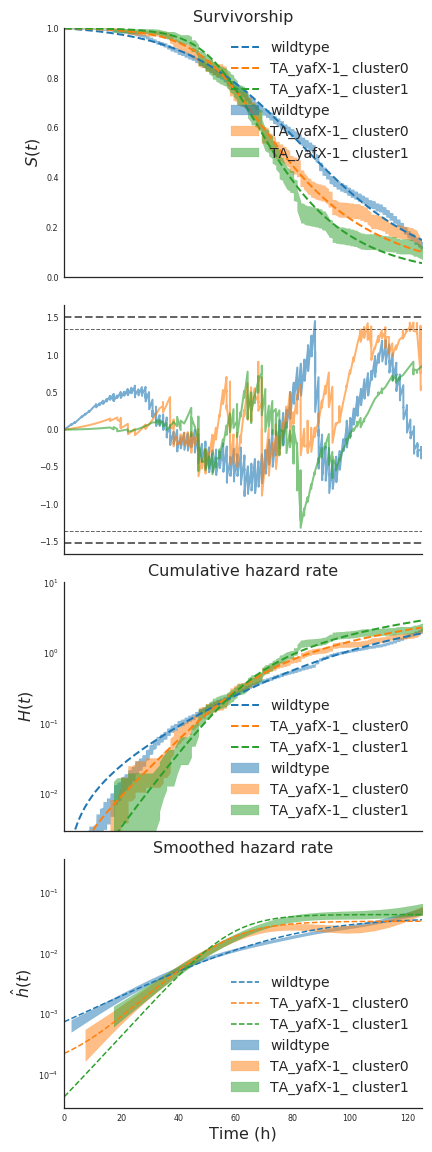 Survivorship
1.0
0.8
0.6
0.4
0.2
0.0
S(t)
wildtype
TA_yafX-1_ cluster0
TA_yafX-1_ cluster1
wildtype
TA_yafX-1_ cluster0
TA_yafX-1_ cluster1
1.5
1.0
0.5
0.0
−0.5
−1.0
−1.5
Cumulative hazard rate
10¹
10⁰
10⁻¹
10⁻²
H(t)
wildtype
TA_yafX-1_ cluster0
TA_yafX-1_ cluster1
wildtype
TA_yafX-1_ cluster0
TA_yafX-1_ cluster1
Smoothed hazard rate
10⁻¹
10⁻²
10⁻³
10⁻⁴
ĥ(t)
wildtype
TA_yafX-1_ cluster0
TA_yafX-1_ cluster1
wildtype
TA_yafX-1_ cluster0
TA_yafX-1_ cluster1
0 20 40 60 80 100 120
Time (h)